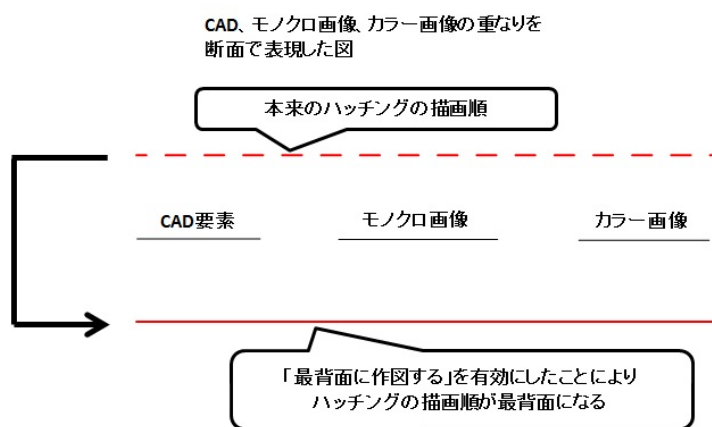 CAD、モノクロ画像、カラー画像の重なりを
断面で表現した図
本来のハッチングの描画順
CAD要素
モノクロ画像
カラー画像
「最背面に作図する」を有効にしたことにより
ハッチングの描画順が最背面になる